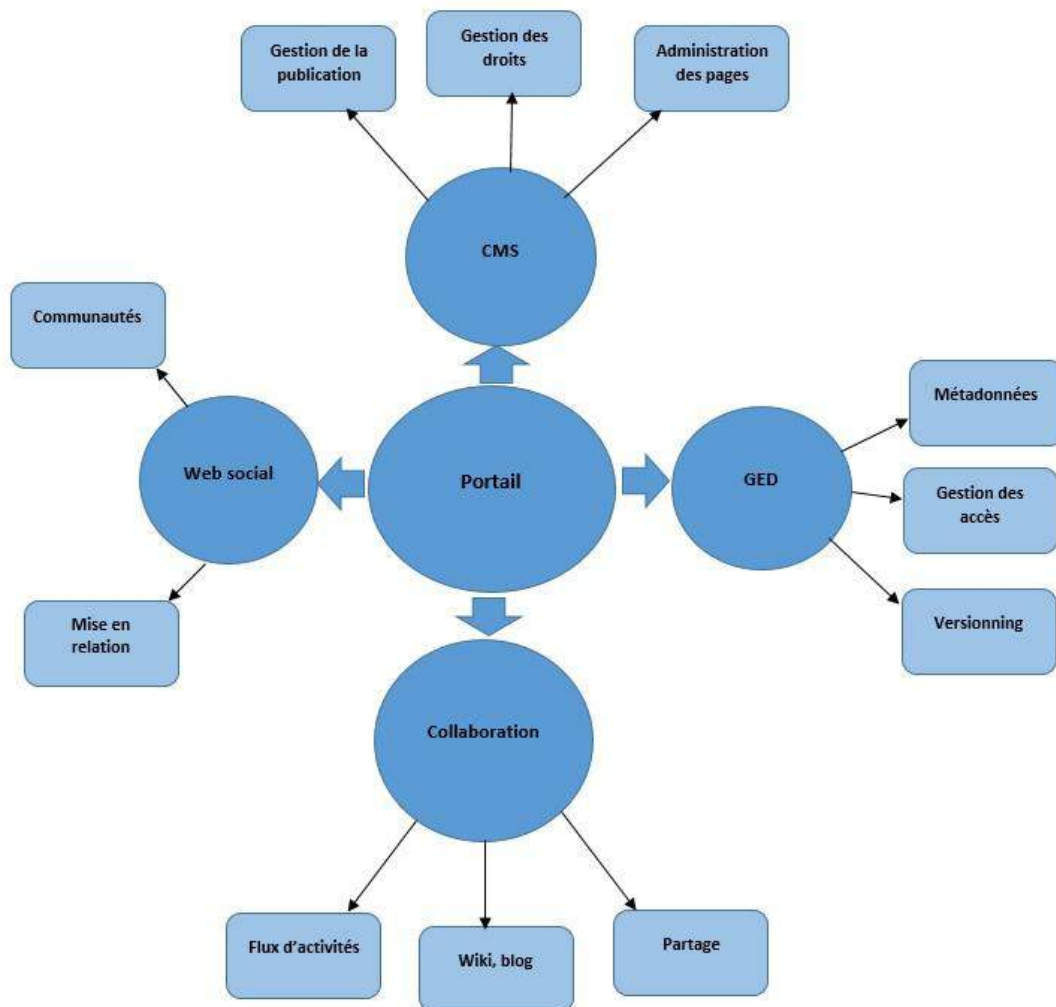 Gestion de la
publication
Gestion des
droits
Administration
des pages
CMS
Communautés
Métadonnées
Web social
Portail
GED
Gestion des
accès
Mise en
relation
Versionning
Collaboration
Flux d'activités
Wiki, blog
Partage